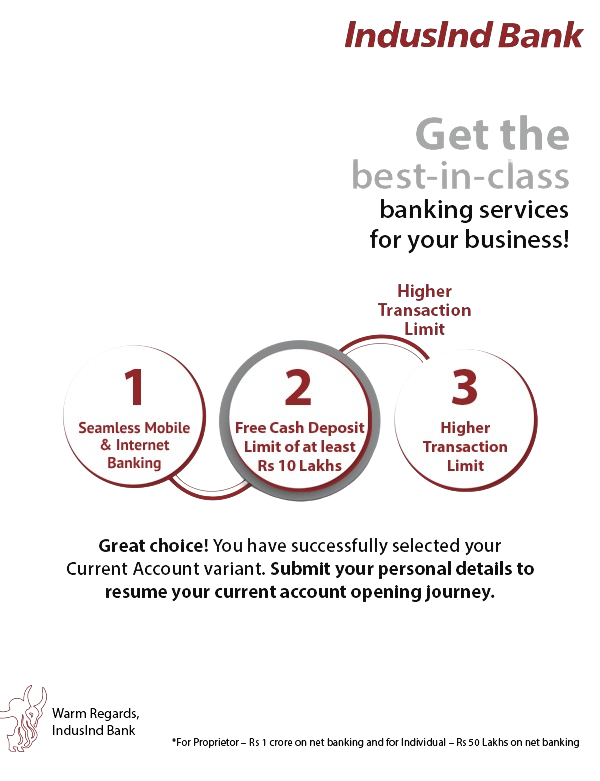 IndusInd Bank
Get the
best-in-class
banking services
for your business!
Higher
Transaction
Limit
1
Seamless Mobile
& Internet
Banking
2
Free Cash Deposit
Limit of at least
Rs 10 Lakhs
3
Higher
Transaction
Limit
Great choice! You have successfully selected your
Current Account variant. Submit your personal details to
resume your current account opening journey.
Warm Regards,
IndusInd Bank
*For Proprietor – Rs 1 crore on net banking and for Individual – Rs 50 Lakhs on net banking